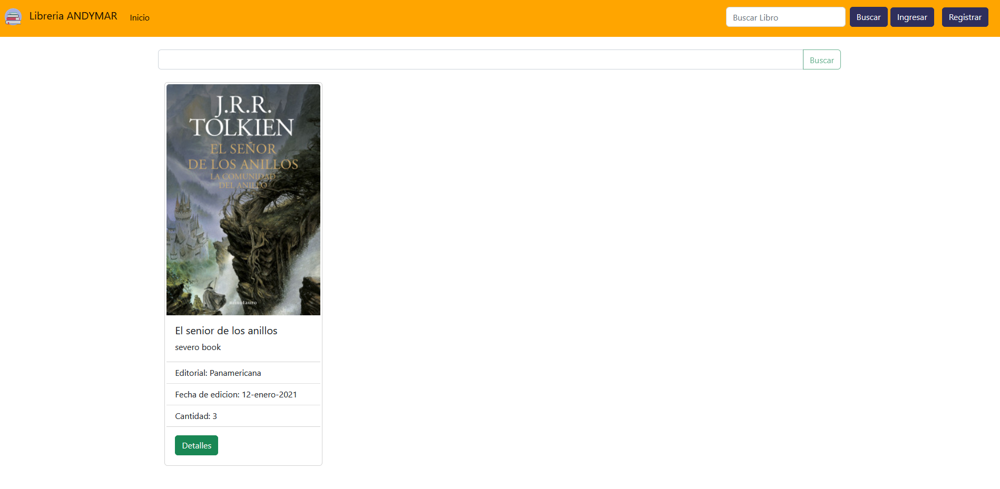 Libreria ANDYMAR
Inicio
Buscar Libro
Buscar
Ingresar
Registrar
Buscar
J.R.R.
TOLKIEN
EL SEÑOR
DE LOS ANILLOS
LA COMUNIDAD
DEL ANILLO
minotauro
El senior de los anillos
severo book
Editorial: Panamericana
Fecha de edicion: 12-enero-2021
Cantidad: 3
Detalles